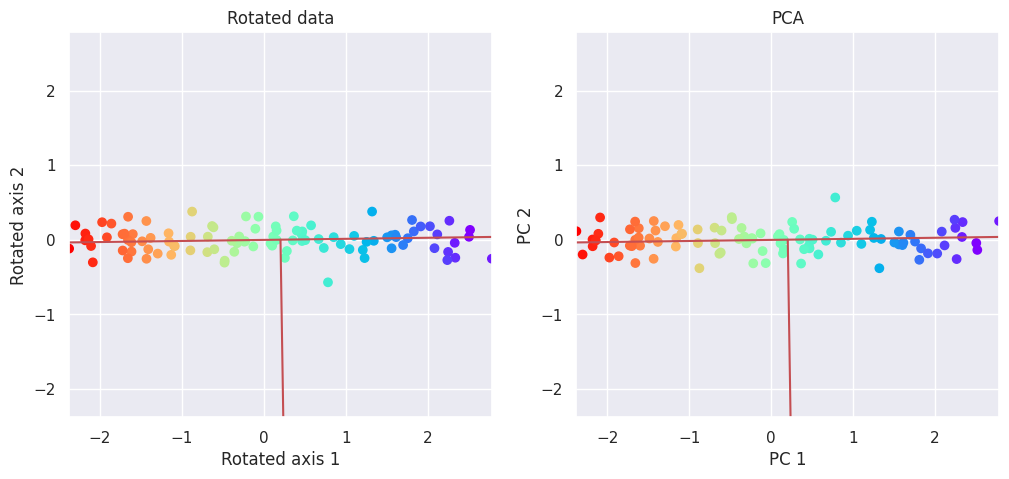 Rotated data
2
1
0
−1
−2
Rotated axis 2
−2 −1 0 1 2
Rotated axis 1
PCA
2
1
0
−1
−2
PC 2
−2 −1 0 1 2
PC 1